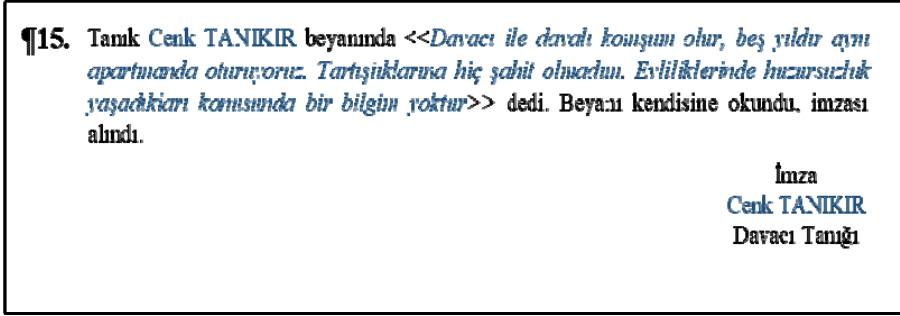 ¶15. Tanık Cenk TANIKIR beyanında <<Davacı ile davalı komşum olur, beş yıldır aynı
apartmanda oturuyoruz. Tartıştıklarına hiç şahit olmadım. Evliliklerinde huzursuzluk
yaşadıkları konusunda bir bilgim yoktur>> dedi. Beyanı kendisine okundu, imzası
alındı.
İmza
Cenk TANIKIR
Davacı Tanığı